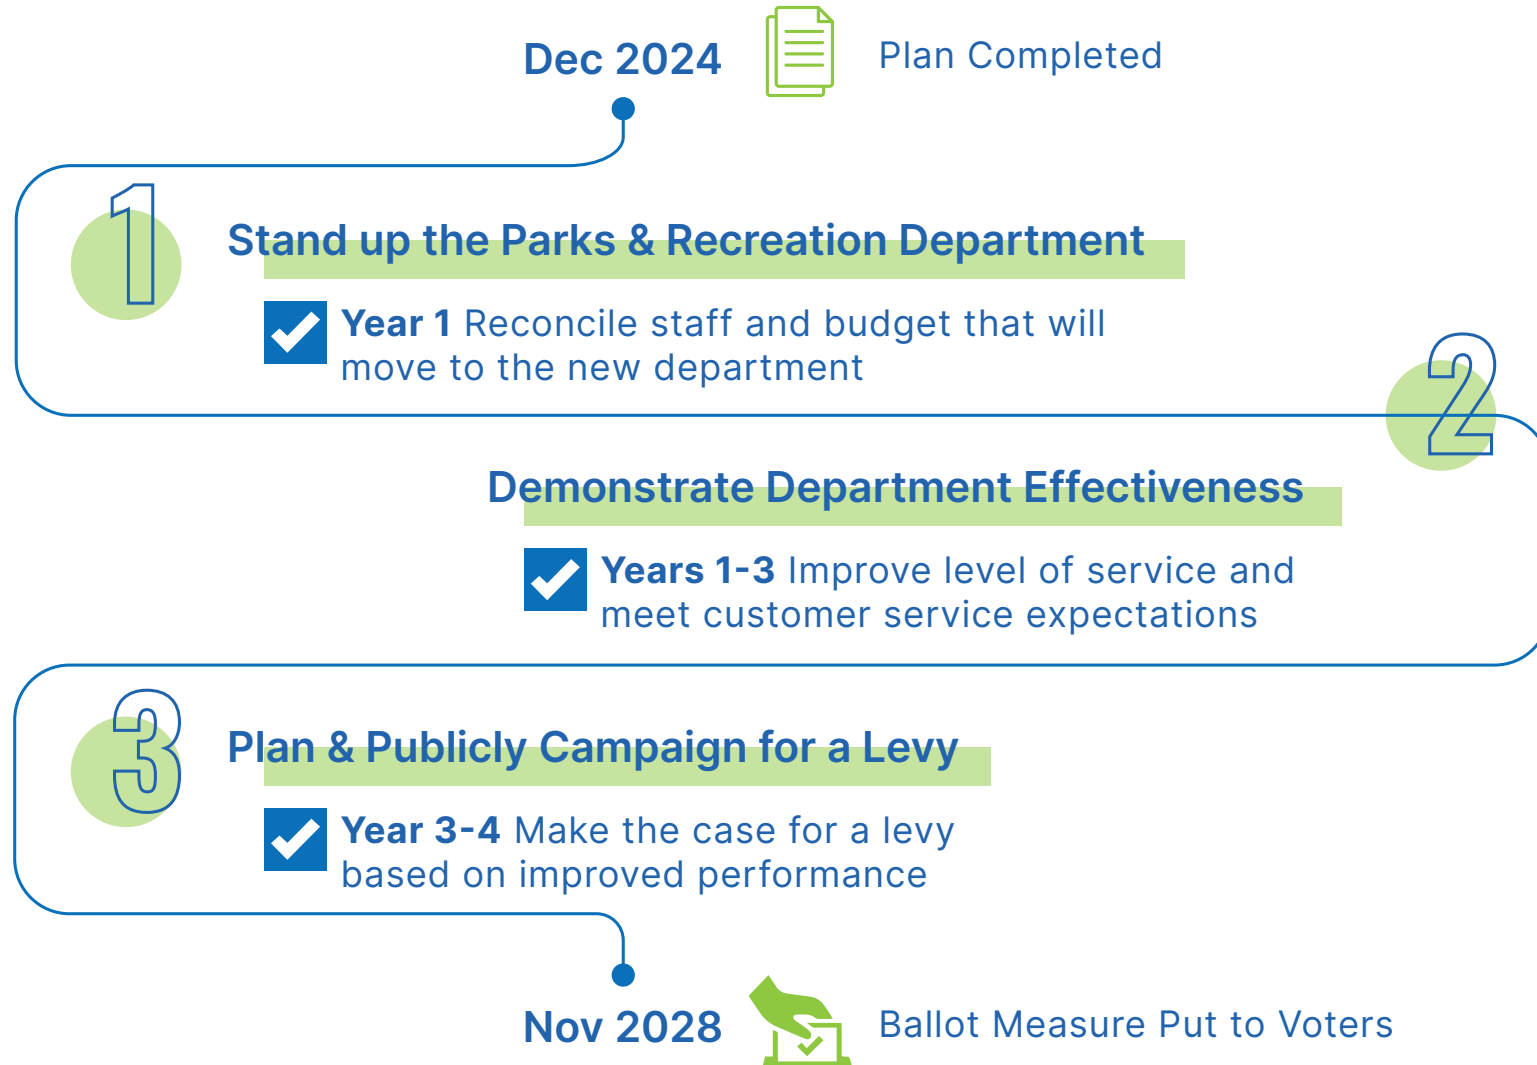 Dec 2024 Plan Completed
1
Stand up the Parks & Recreation Department
Year 1 Reconcile staff and budget that will
move to the new department
2
Demonstrate Department Effectiveness
Years 1-3 Improve level of service and
meet customer service expectations
3
Plan & Publicly Campaign for a Levy
Year 3-4 Make the case for a levy
based on improved performance
Nov 2028 Ballot Measure Put to Voters